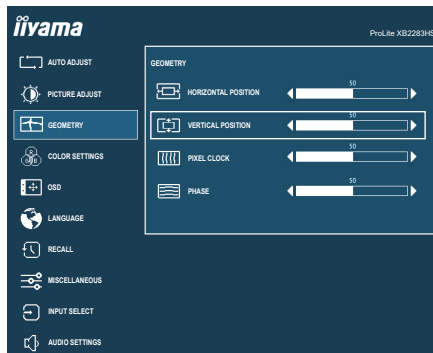 iiyama
ProLite XB2283HS
AUTO ADJUST
PICTURE ADJUST
GEOMETRY
COLOR SETTINGS
OSD
LANGUAGE
RECALL
MISCELLANEOUS
INPUT SELECT
AUDIO SETTINGS
GEOMETRY
HORIZONTAL POSITION
50
VERTICAL POSITION
50
PIXEL CLOCK
50
PHASE
50